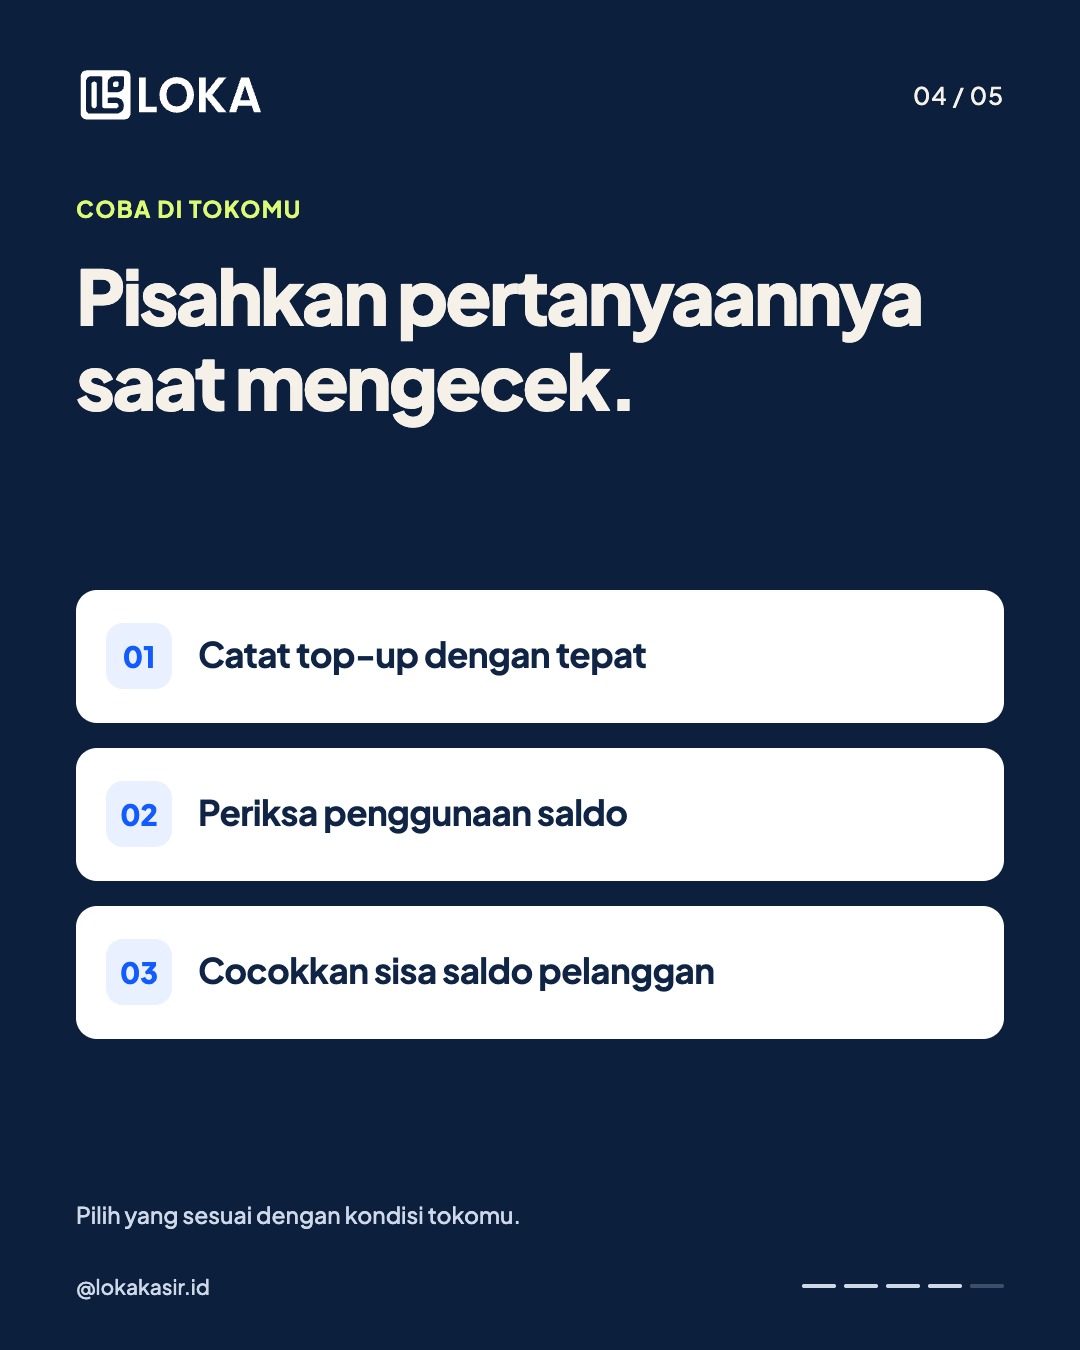 LOKA
04 / 05
COBA DI TOKOMU
Pisahkan pertanyaannya
saat mengecek.
01 Catat top-up dengan tepat
02 Periksa penggunaan saldo
03 Cocokkan sisa saldo pelanggan
Pilih yang sesuai dengan kondisi tokomu.
@lokakasir.id